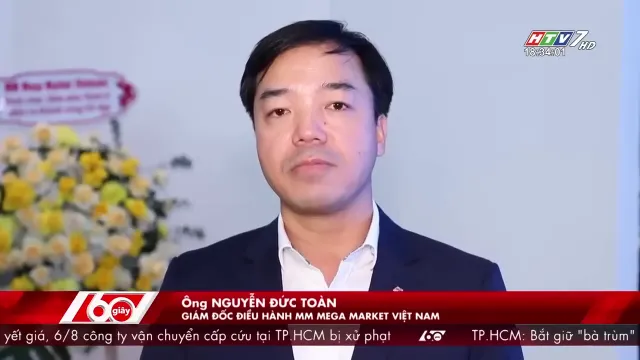 HTV7 HD
18:34:01
60 giây
Ông NGUYỄN ĐỨC TOÀN
GIÁM ĐỐC ĐIỀU HÀNH MM MEGA MARKET VIỆT NAM
yết giá, 6/8 công ty vận chuyển cấp cứu tại TP.HCM bị xử phạt 60 TP.HCM: Bắt giữ "bà trùm"